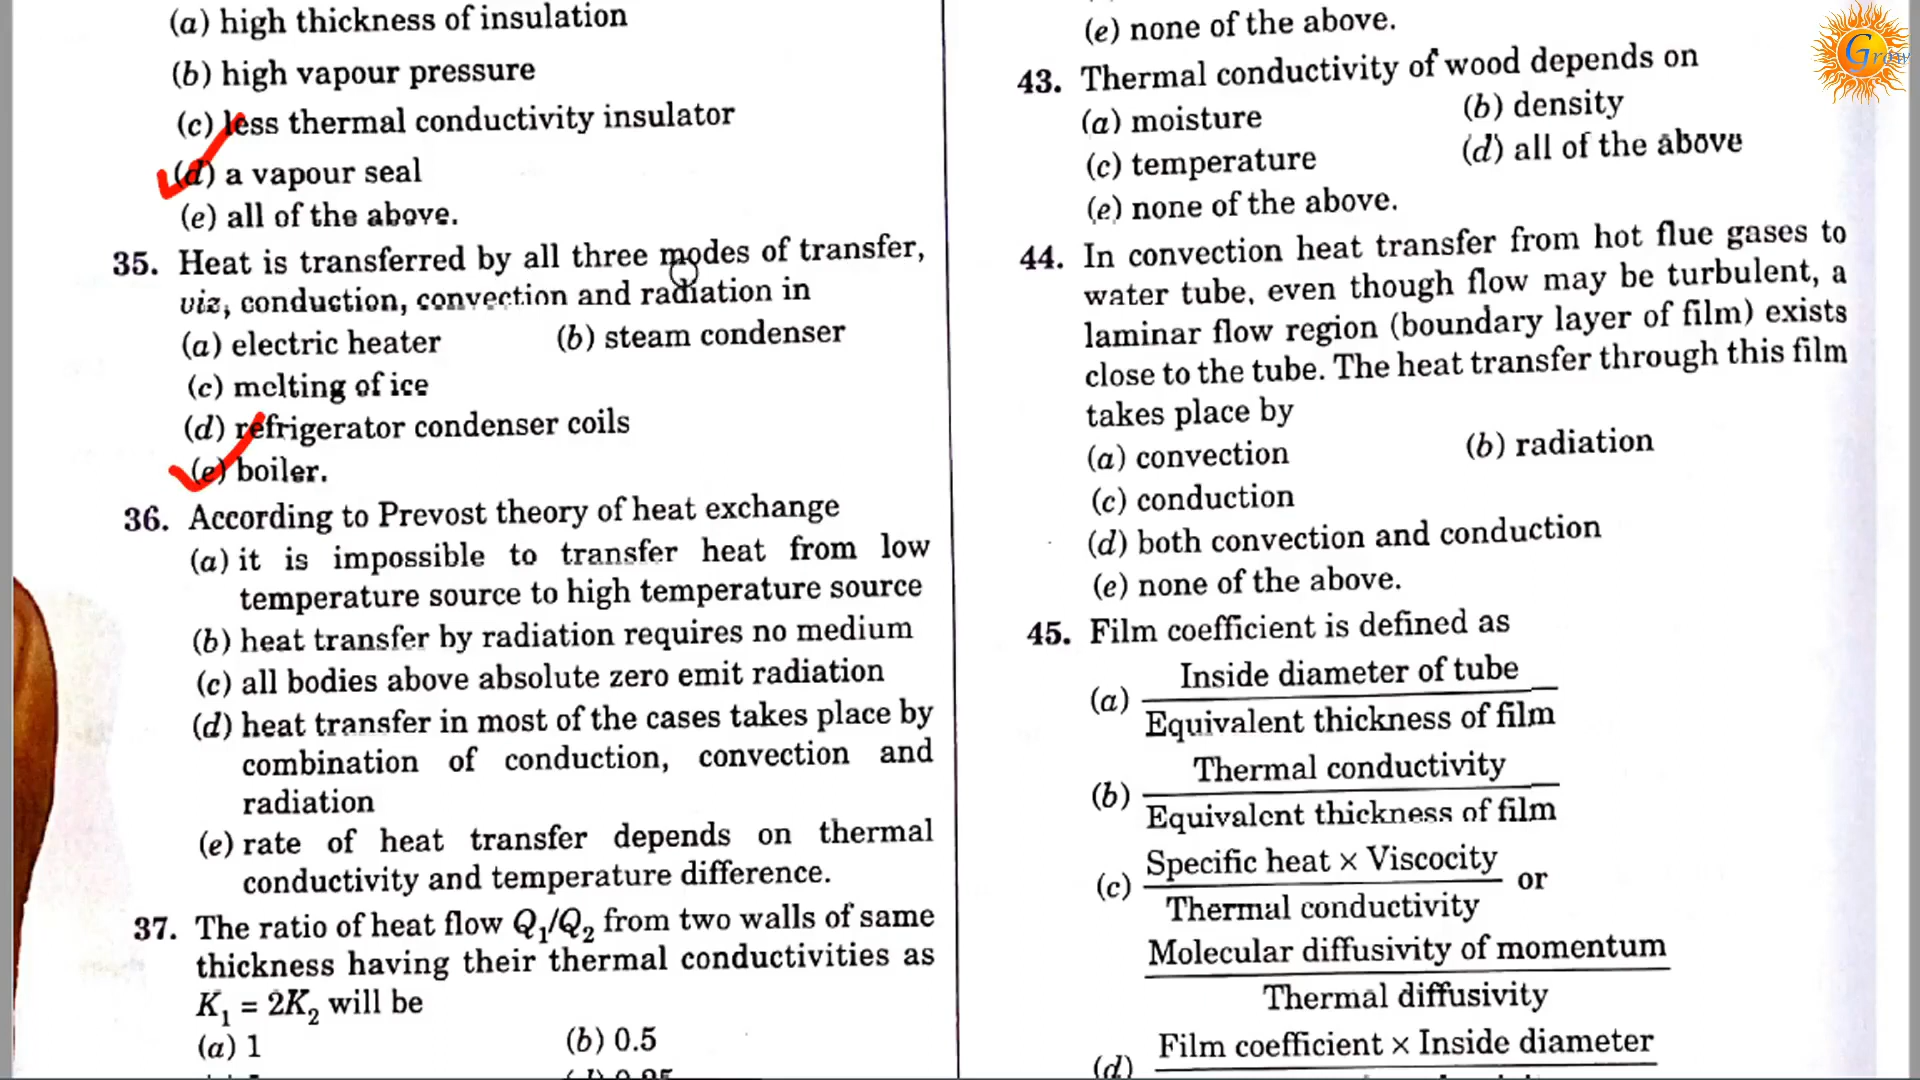 (a) high thickness of insulation
(b) high vapour pressure
(c) less thermal conductivity insulator
(d) a vapour seal
(e) all of the above.
35. Heat is transferred by all three modes of transfer,
viz, conduction, convection and radiation in
(a) electric heater (b) steam condenser
(c) melting of ice
(d) refrigerator condenser coils
(e) boiler.
36. According to Prevost theory of heat exchange
(a) it is impossible to transfer heat from low
temperature source to high temperature source
(b) heat transfer by radiation requires no medium
(c) all bodies above absolute zero emit radiation
(d) heat transfer in most of the cases takes place by
combination of conduction, convection and
radiation
(e) rate of heat transfer depends on thermal
conductivity and temperature difference.
37. The ratio of heat flow Q₁/Q₂ from two walls of same
thickness having their thermal conductivities as
K₁ = 2K₂ will be
(a) 1 (b) 0.5
(e) none of the above.
43. Thermal conductivity of wood depends on
(a) moisture (b) density
(c) temperature (d) all of the above
(e) none of the above.
44. In convection heat transfer from hot flue gases to
water tube, even though flow may be turbulent, a
laminar flow region (boundary layer of film) exists
close to the tube. The heat transfer through this film
takes place by
(a) convection (b) radiation
(c) conduction
(d) both convection and conduction
(e) none of the above.
45. Film coefficient is defined as
(a) Inside diameter of tube
Equivalent thickness of film
(b) Thermal conductivity
Equivalent thickness of film
(c) Specific heat × Viscocity
Thermal conductivity or
Molecular diffusivity of momentum
Thermal diffusivity
(d) Film coefficient × Inside diameter
Grow